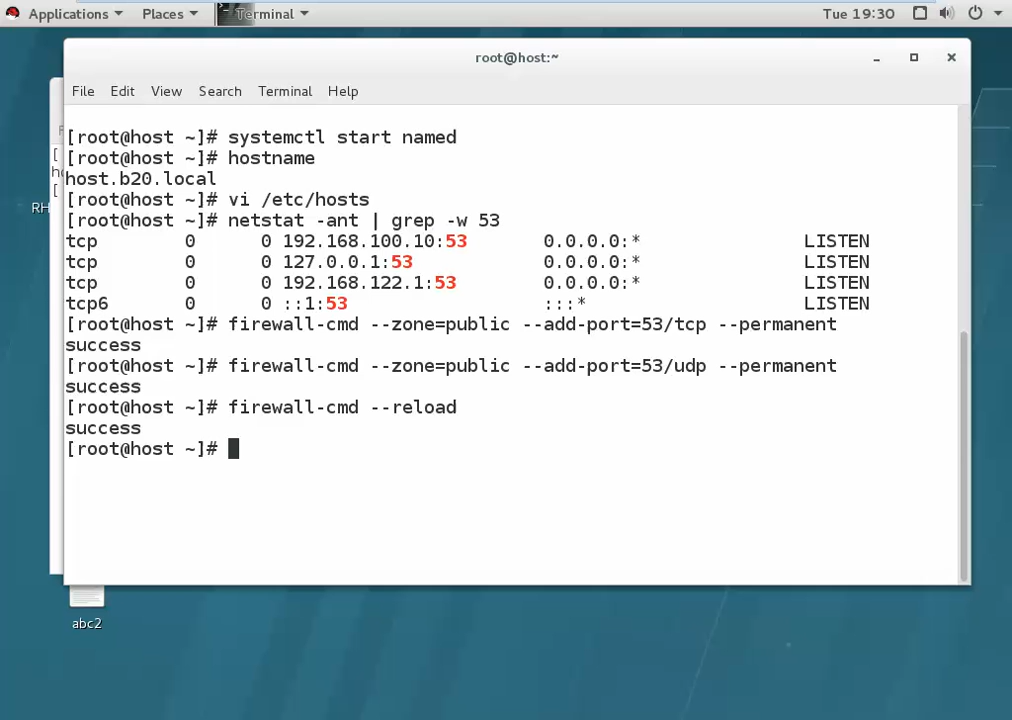 Applications Places Terminal Tue 19:30
root@host:~
File Edit View Search Terminal Help
[root@host ~]# systemctl start named
[root@host ~]# hostname
host.b20.local
[root@host ~]# vi /etc/hosts
[root@host ~]# netstat -ant | grep -w 53
tcp 0 0 192.168.100.10:53 0.0.0.0:* LISTEN
tcp 0 0 127.0.0.1:53 0.0.0.0:* LISTEN
tcp 0 0 192.168.122.1:53 0.0.0.0:* LISTEN
tcp6 0 0 ::1:53 :::* LISTEN
[root@host ~]# firewall-cmd --zone=public --add-port=53/tcp --permanent
success
[root@host ~]# firewall-cmd --zone=public --add-port=53/udp --permanent
success
[root@host ~]# firewall-cmd --reload
success
[root@host ~]#
RH
abc2